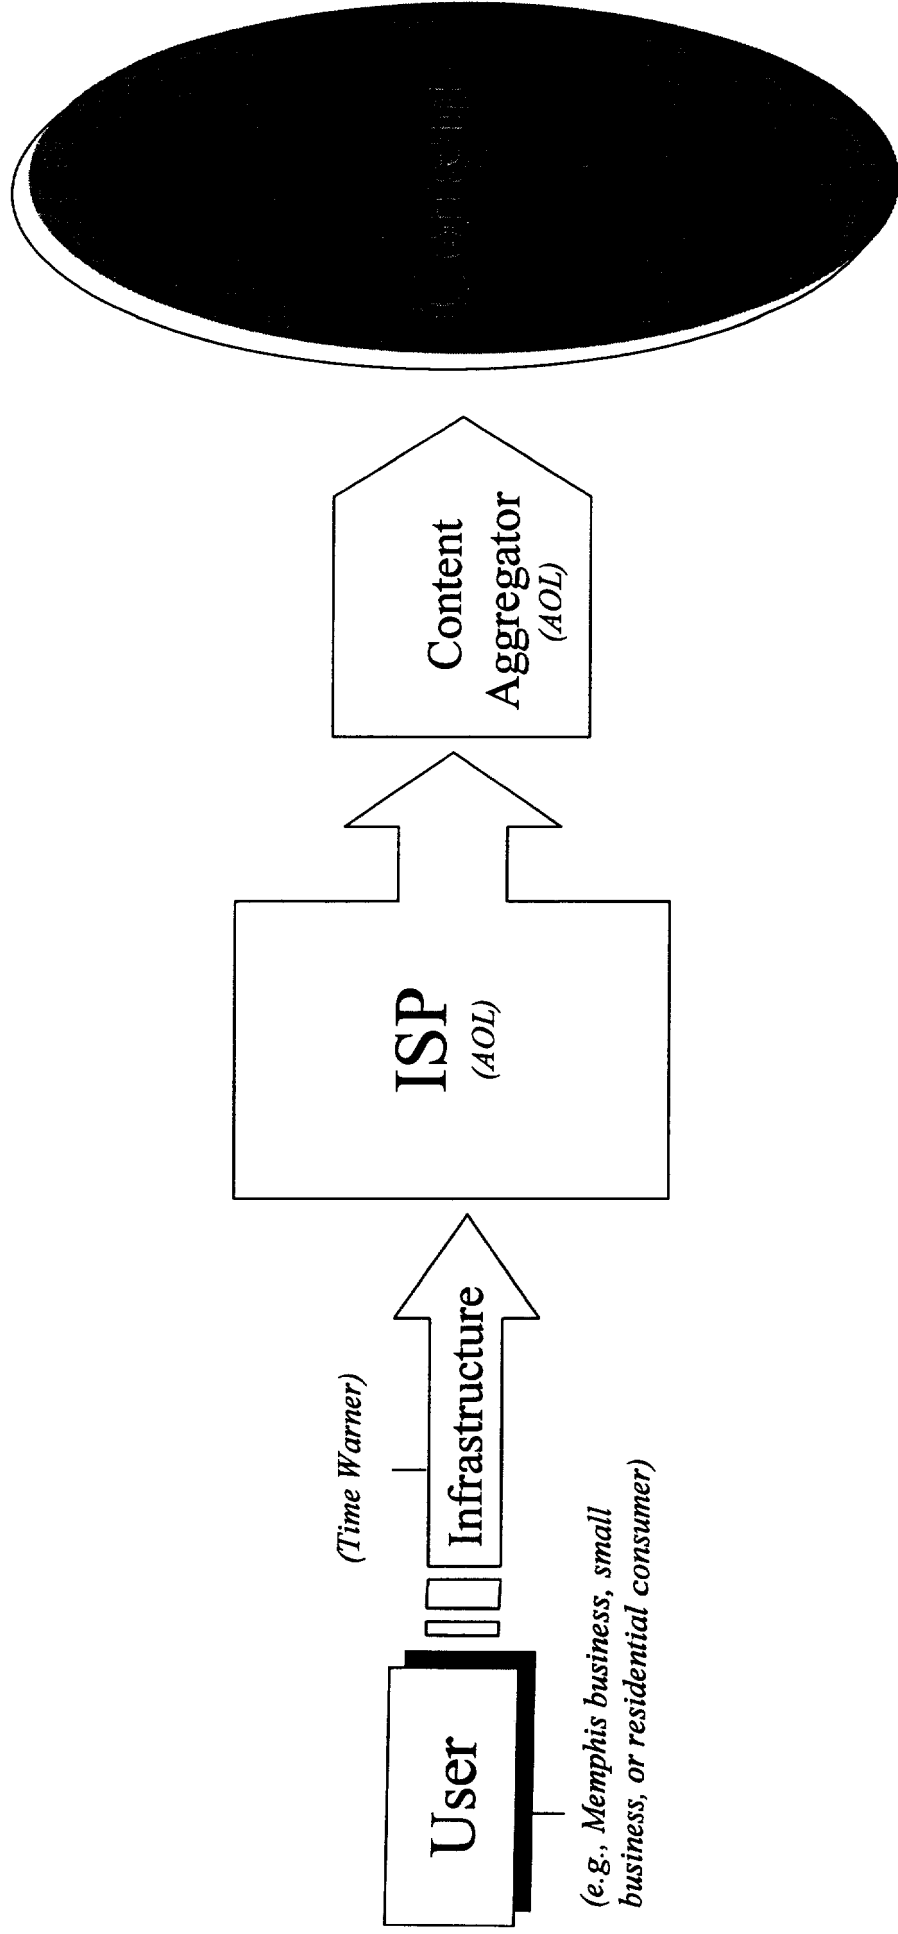 User
(e.g., Memphis business, small
business, or residential consumer)
(Time Warner)
Infrastructure
ISP
(AOL)
Content
Aggregator
(AOL)